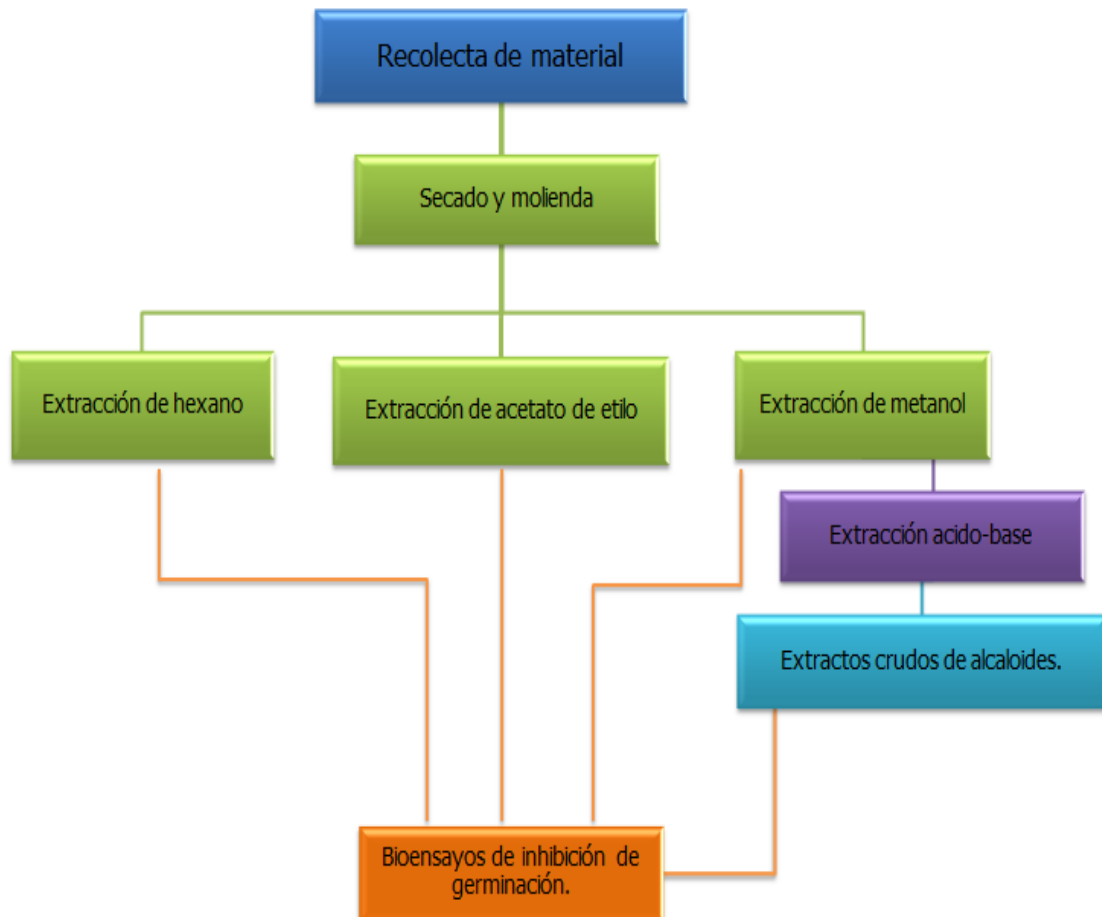 Recolecta de material
Secado y molienda
Extracción de hexano
Extracción de acetato de etilo
Extracción de metanol
Extracción acido-base
Extractos crudos de alcaloides.
Bioensayos de inhibición de
germinación.